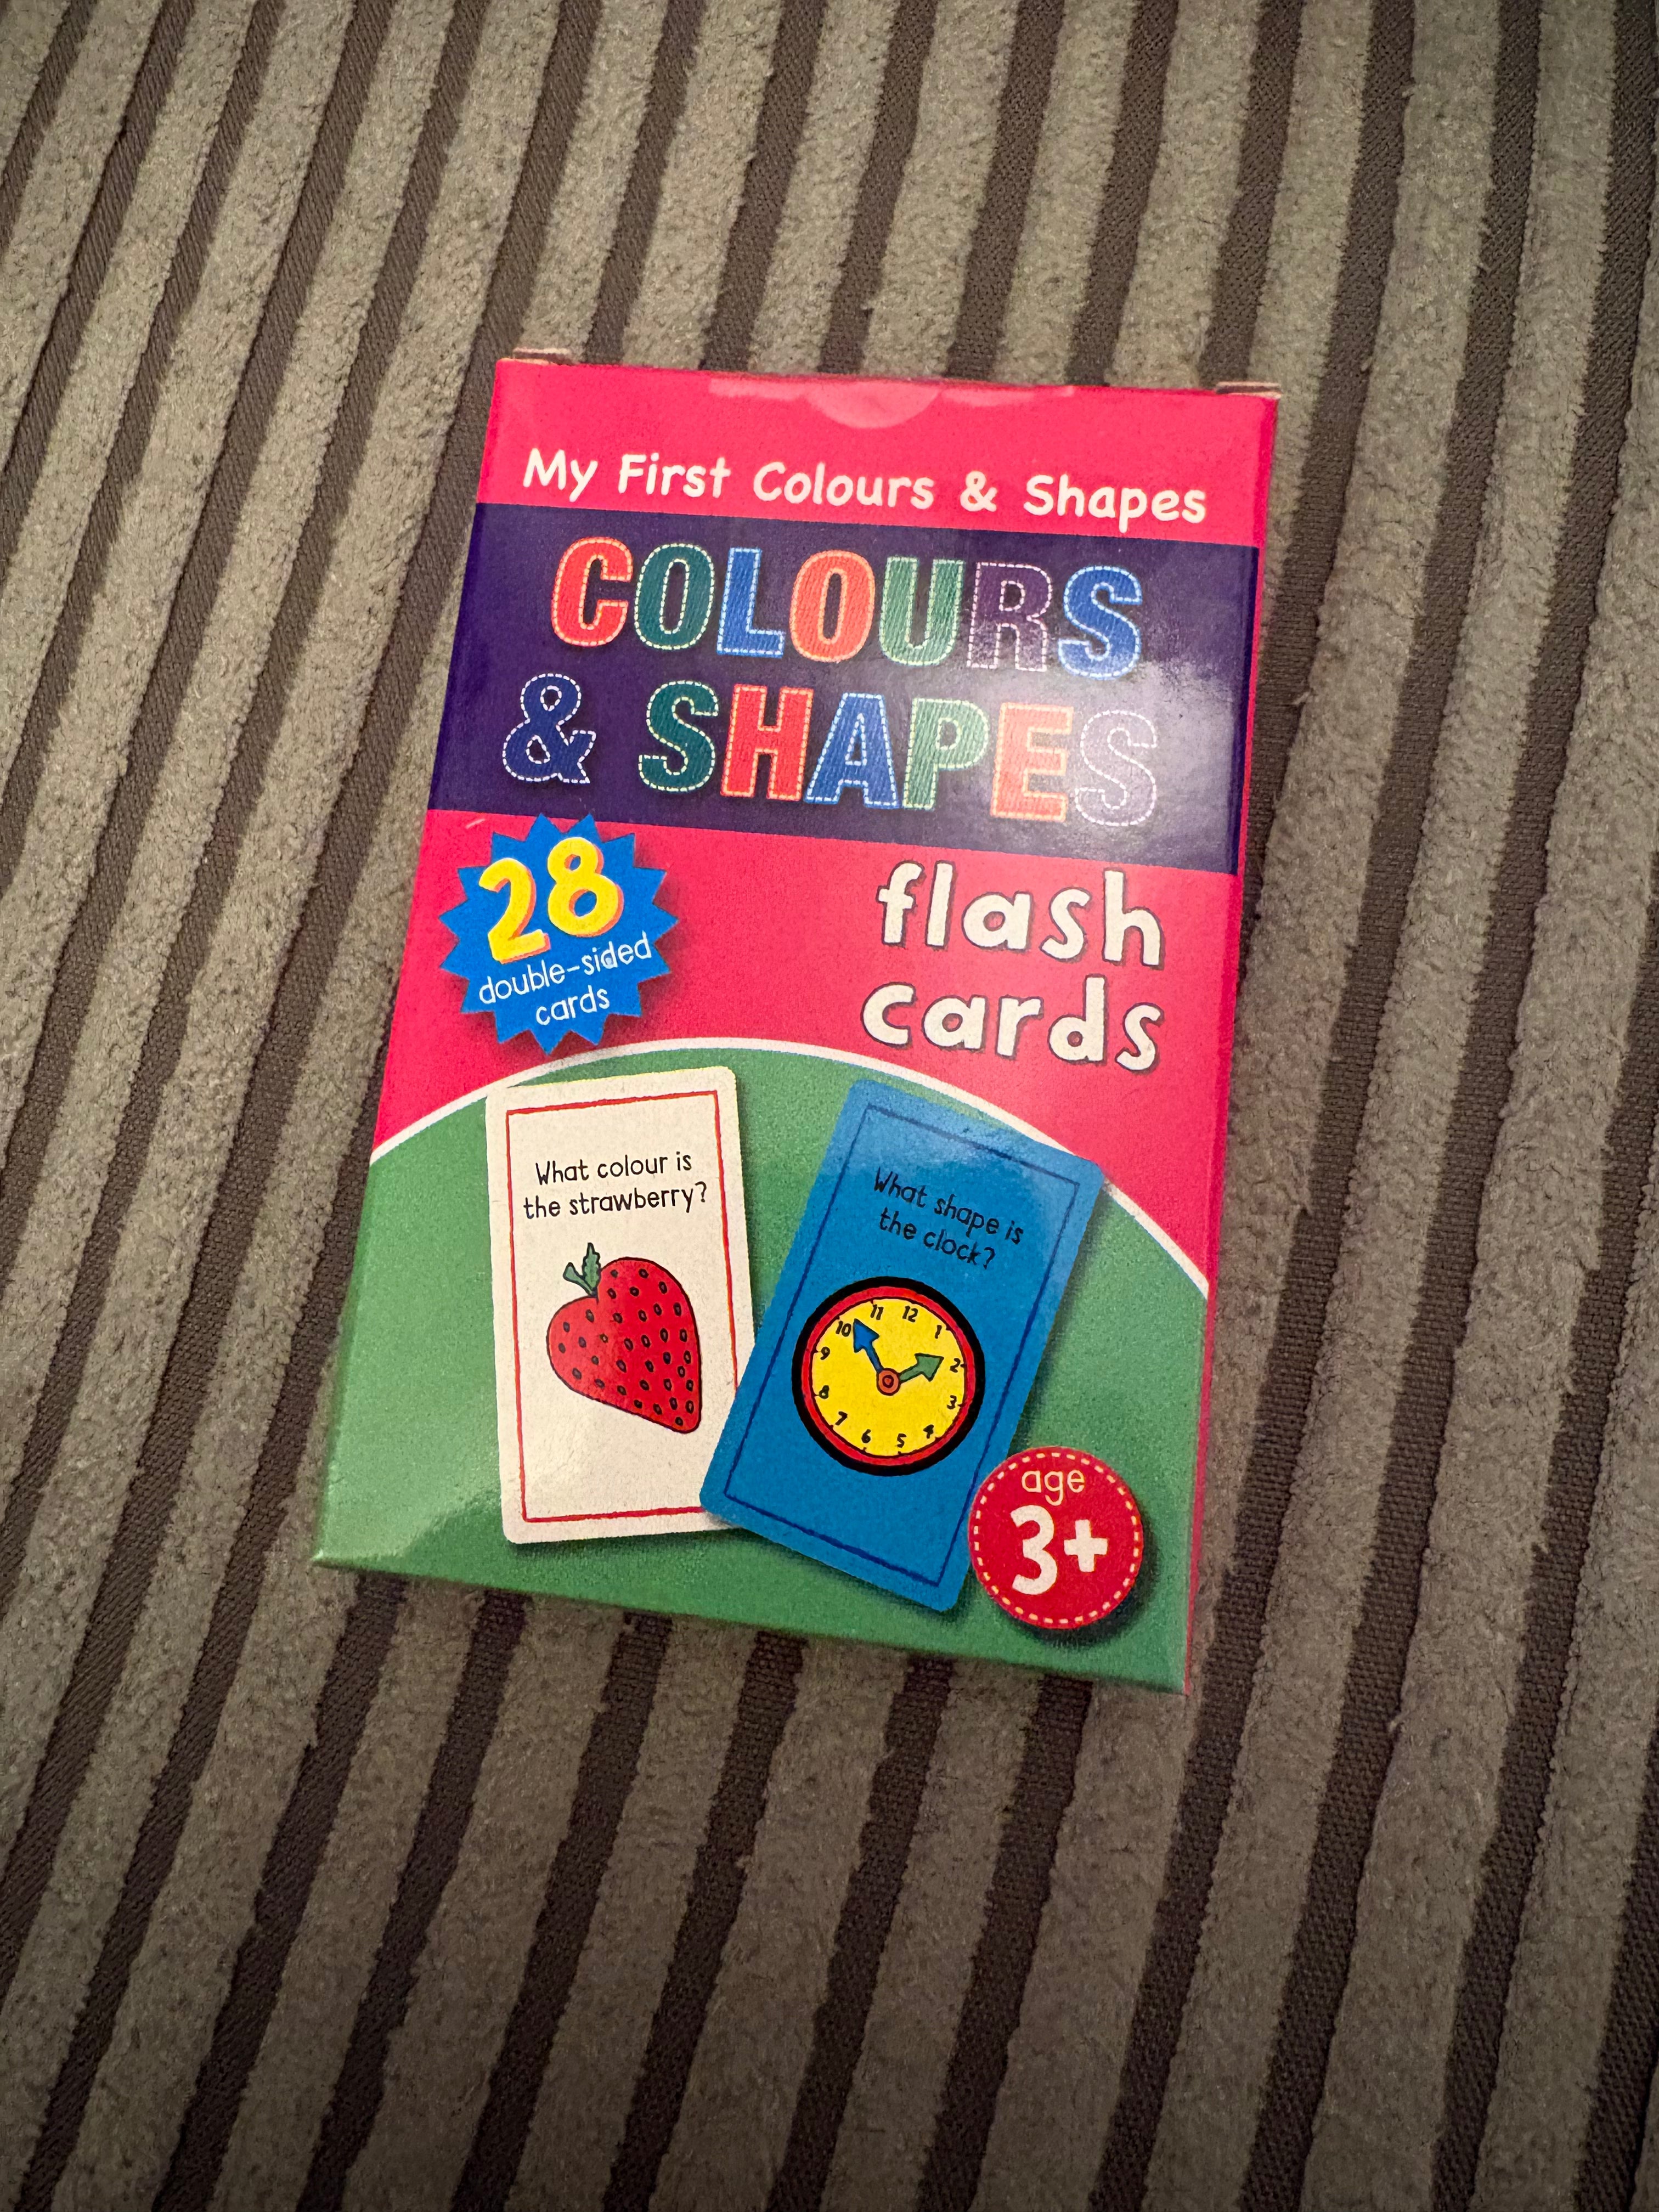 My First Colours & Shapes
COLOURS
& SHAPES
28
double-sided
cards
flash
cards
What colour is
the strawberry?
What shape is
the clock?
12
1
2
3
4
5
6
7
8
9
10
11
age
3+